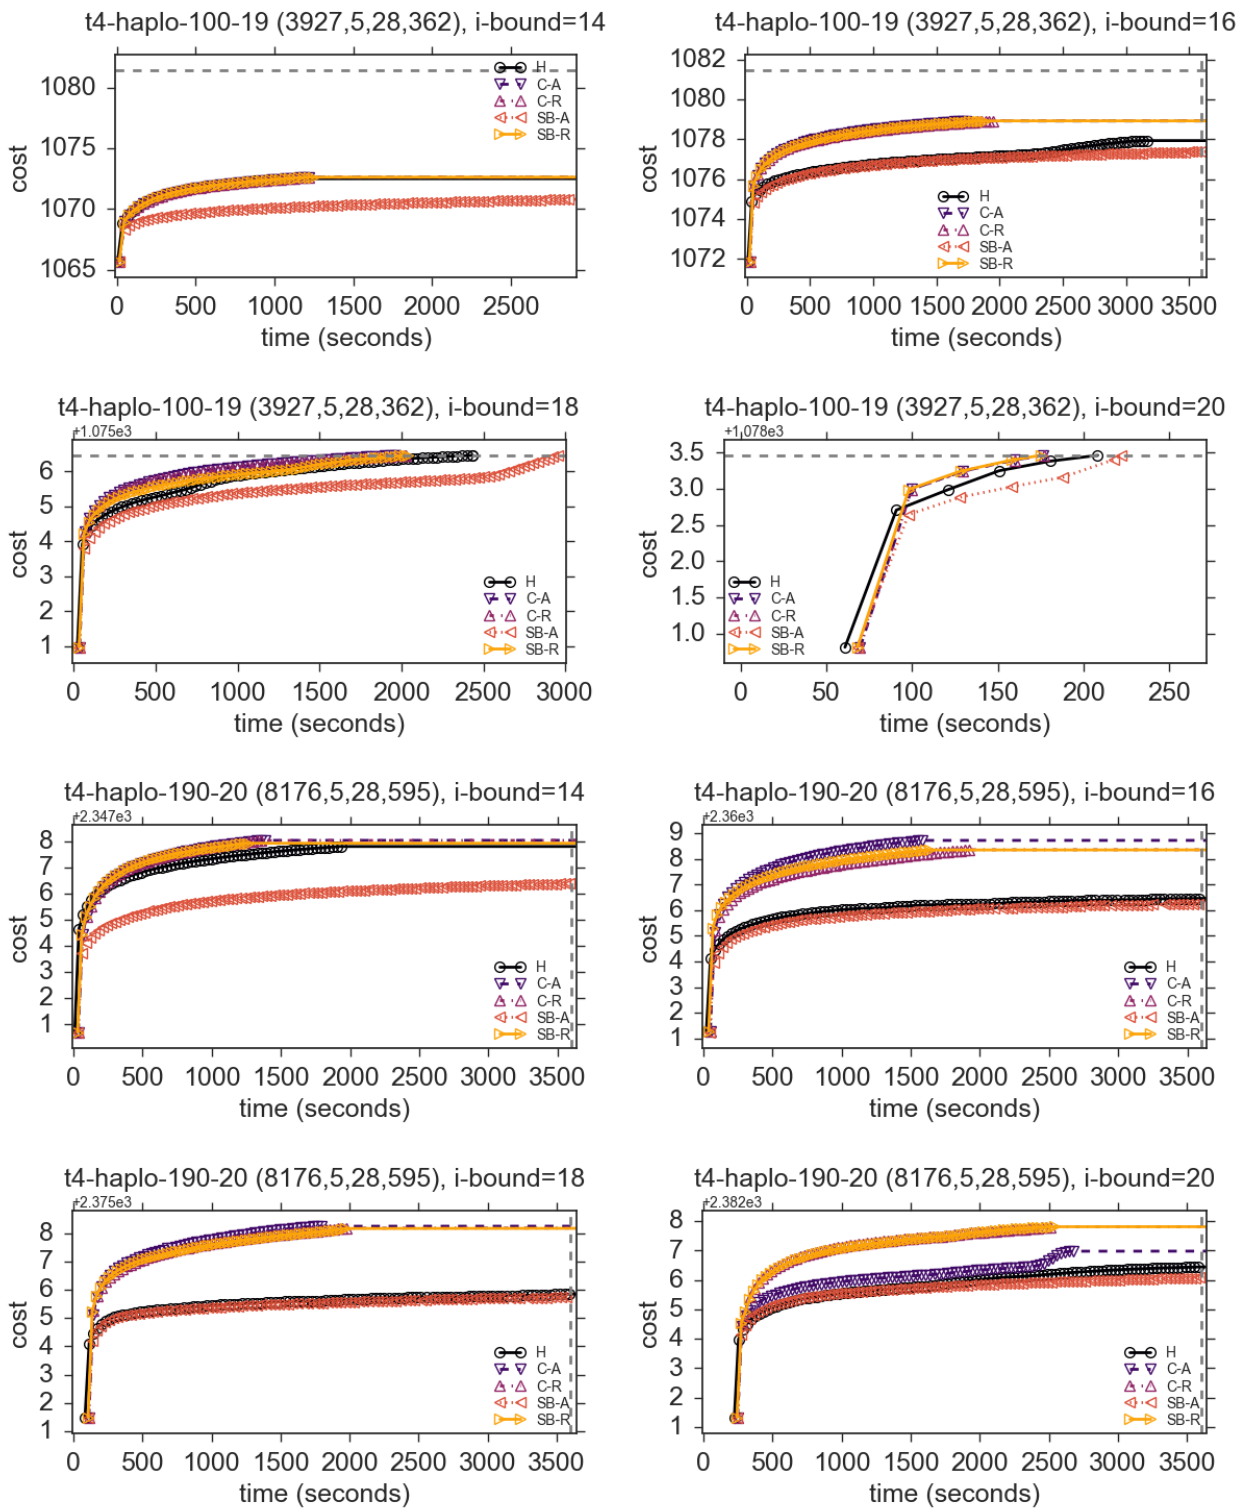 t4-haplo-100-19 (3927,5,28,362), i-bound=14
1080
1075
1070
1065
cost
0 500 1000 1500 2000 2500
time (seconds)
H
C-A
C-R
SB-A
SB-R
t4-haplo-100-19 (3927,5,28,362), i-bound=16
1082
1080
1078
1076
1074
1072
cost
0 500 1000 1500 2000 2500 3000 3500
time (seconds)
H
C-A
C-R
SB-A
SB-R
t4-haplo-100-19 (3927,5,28,362), i-bound=18
+1.075e3
6
5
4
3
2
1
cost
0 500 1000 1500 2000 2500 3000
time (seconds)
H
C-A
C-R
SB-A
SB-R
t4-haplo-100-19 (3927,5,28,362), i-bound=20
+1.078e3
3.5
3.0
2.5
2.0
1.5
1.0
cost
0 50 100 150 200 250
time (seconds)
H
C-A
C-R
SB-A
SB-R
t4-haplo-190-20 (8176,5,28,595), i-bound=14
+2.347e3
8
7
6
5
4
3
2
1
cost
0 500 1000 1500 2000 2500 3000 3500
time (seconds)
H
C-A
C-R
SB-A
SB-R
t4-haplo-190-20 (8176,5,28,595), i-bound=16
+2.36e3
9
8
7
6
5
4
3
2
1
cost
0 500 1000 1500 2000 2500 3000 3500
time (seconds)
H
C-A
C-R
SB-A
SB-R
t4-haplo-190-20 (8176,5,28,595), i-bound=18
+2.375e3
8
7
6
5
4
3
2
1
cost
0 500 1000 1500 2000 2500 3000 3500
time (seconds)
H
C-A
C-R
SB-A
SB-R
t4-haplo-190-20 (8176,5,28,595), i-bound=20
+2.382e3
8
7
6
5
4
3
2
1
cost
0 500 1000 1500 2000 2500 3000 3500
time (seconds)
H
C-A
C-R
SB-A
SB-R